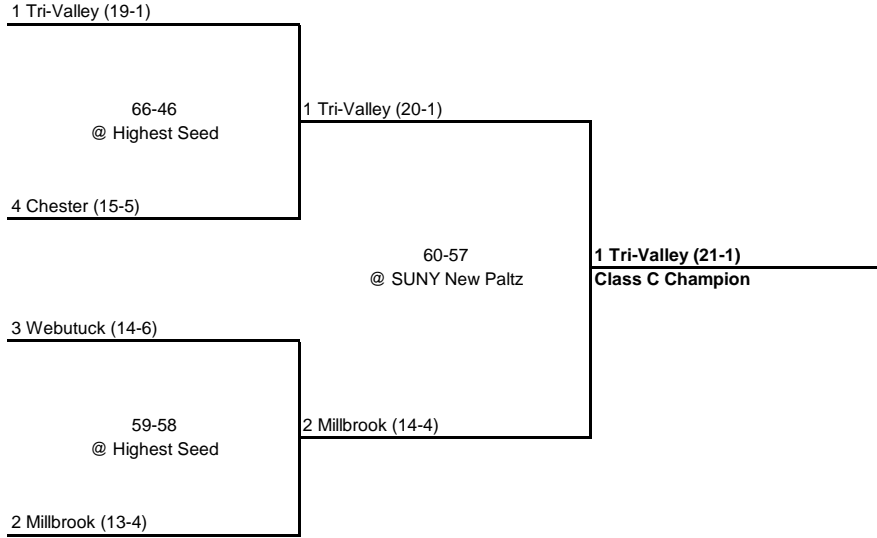 1 Tri-Valley (19-1)
66-46
@ Highest Seed
1 Tri-Valley (20-1)
4 Chester (15-5)
60-57
@ SUNY New Paltz
1 Tri-Valley (21-1)
Class C Champion
3 Webutuck (14-6)
59-58
@ Highest Seed
2 Millbrook (14-4)
2 Millbrook (13-4)